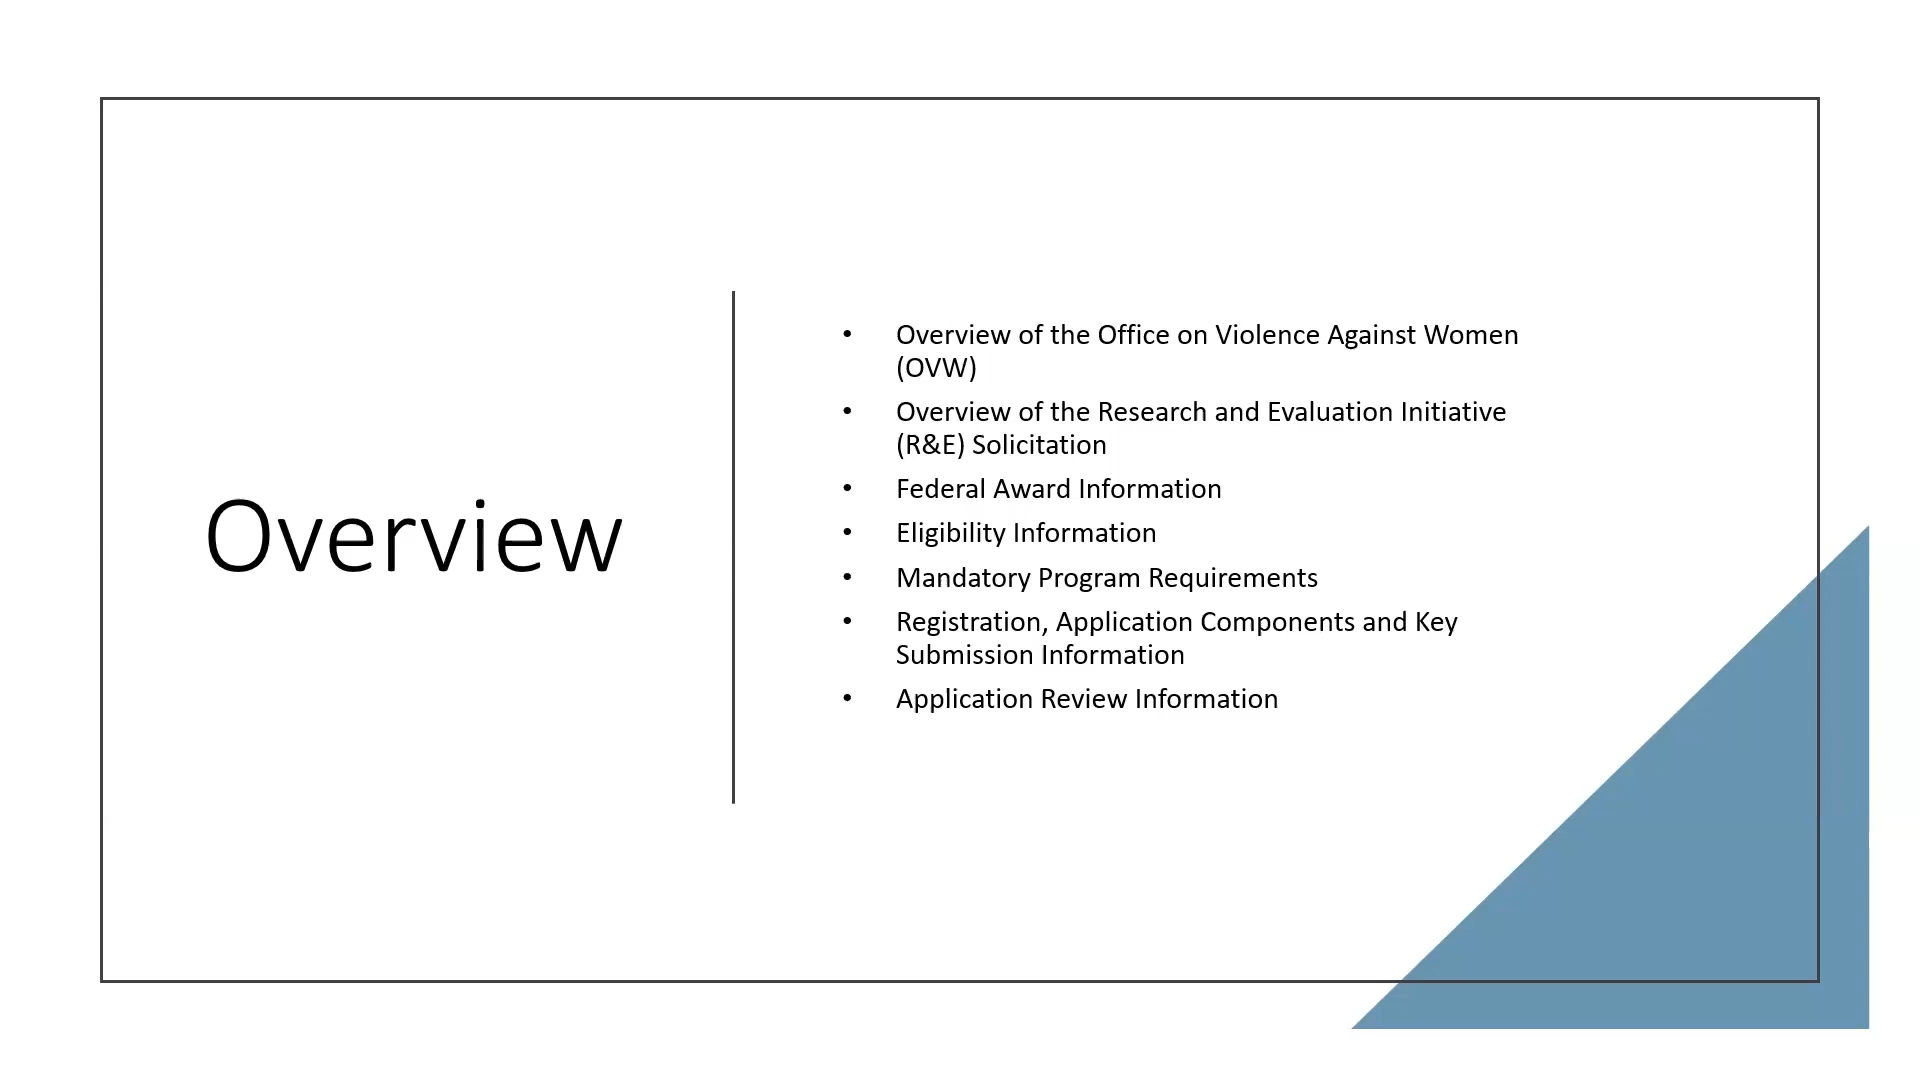 Overview
• Overview of the Office on Violence Against Women
(OVW)
• Overview of the Research and Evaluation Initiative
(R&E) Solicitation
• Federal Award Information
• Eligibility Information
• Mandatory Program Requirements
• Registration, Application Components and Key
Submission Information
• Application Review Information